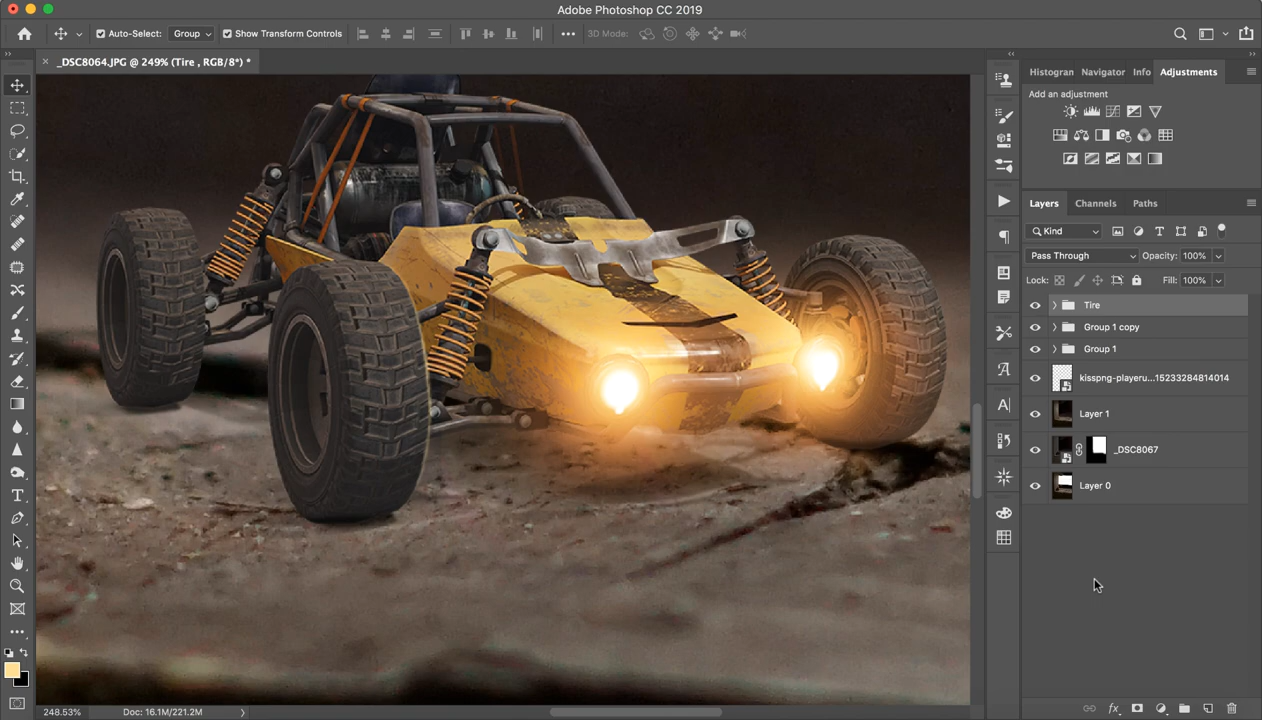 Adobe Photoshop CC 2019
Auto-Select: Group Show Transform Controls 3D Mode:
_DSC8064.JPG @ 249% (Tire , RGB/8*) *
Histogran Navigator Info Adjustments
Add an adjustment
Layers Channels Paths
Kind
Pass Through Opacity: 100%
Lock: Fill: 100%
Tire
Group 1 copy
Group 1
kisspng-playeru...15233284814014
Layer 1
_DSC8067
Layer 0
248.53% Doc: 16.1M/221.2M